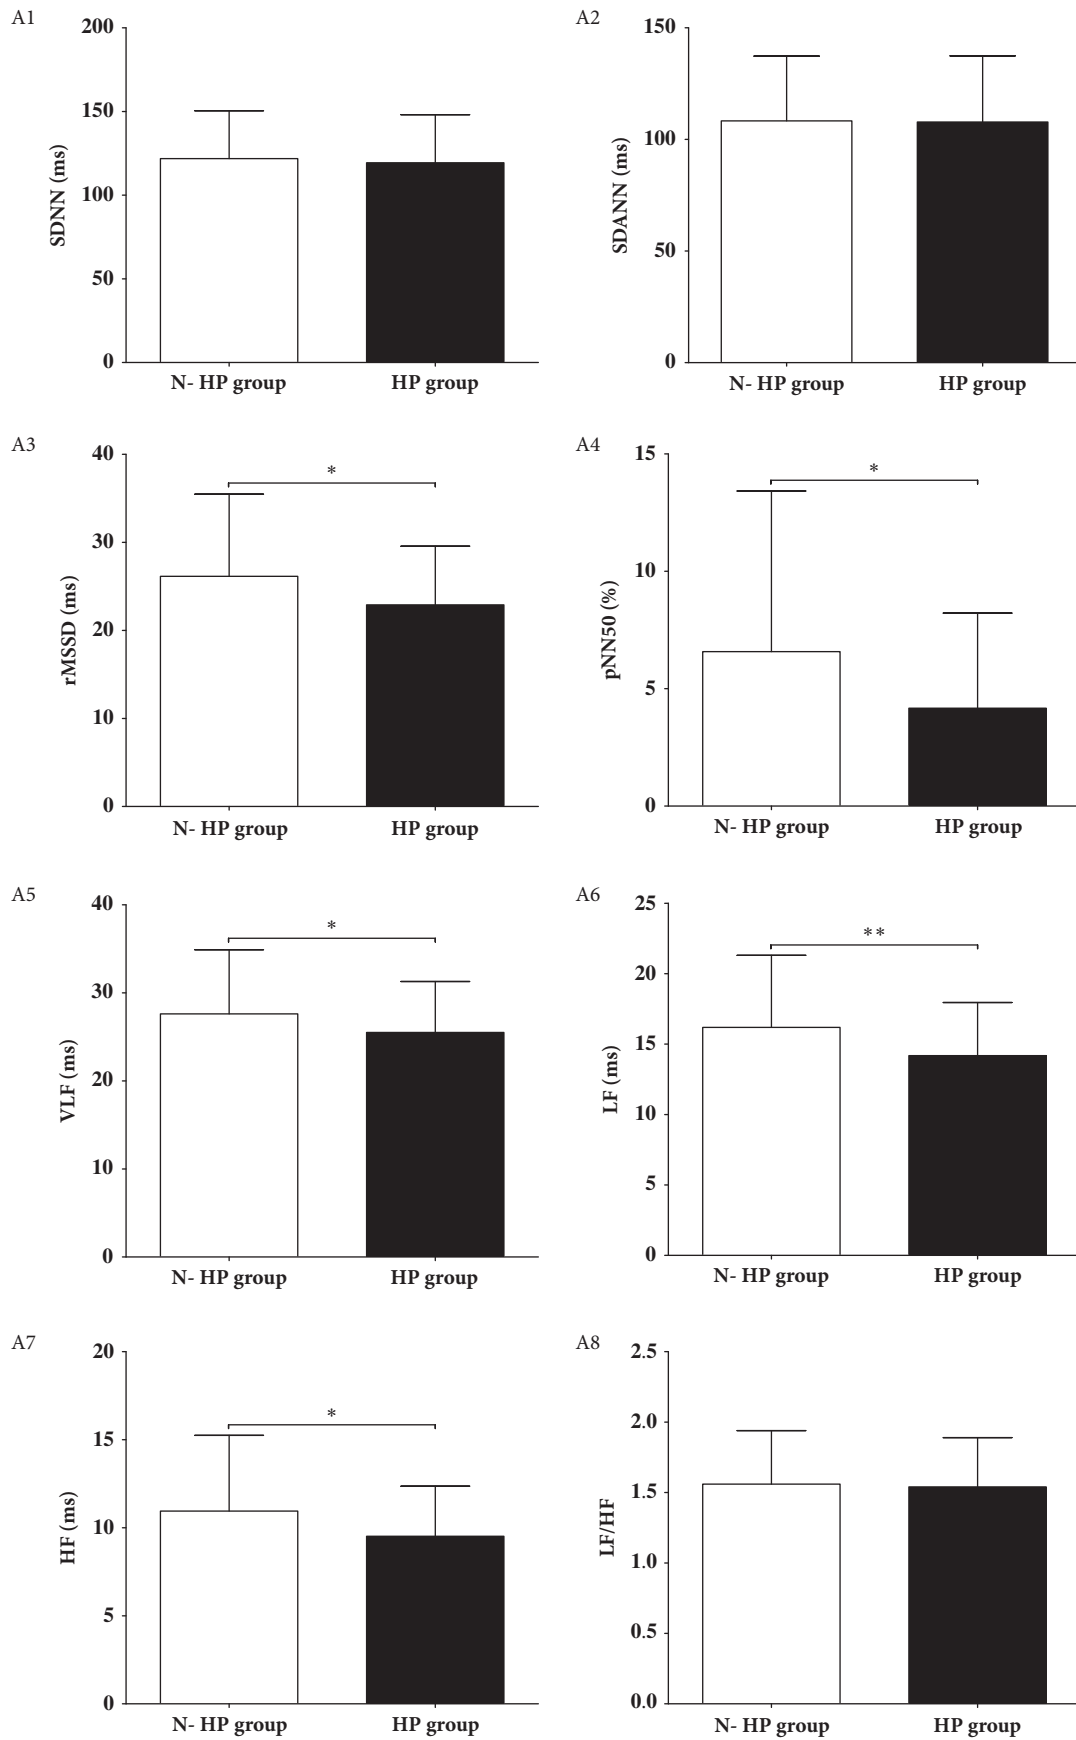 A1
200
150
100
50
0
SDNN (ms)
N- HP group
HP group
A2
150
100
50
0
SDANN (ms)
N- HP group
HP group
A3
40
30
20
10
0
rMSSD (ms)
*
N- HP group
HP group
A4
15
10
5
0
pNN50 (%)
*
N- HP group
HP group
A5
40
30
20
10
0
VLF (ms)
*
N- HP group
HP group
A6
25
20
15
10
5
0
LF (ms)
**
N- HP group
HP group
A7
20
15
10
5
0
HF (ms)
*
N- HP group
HP group
A8
2.5
2.0
1.5
1.0
0.5
0.0
LF/HF
N- HP group
HP group